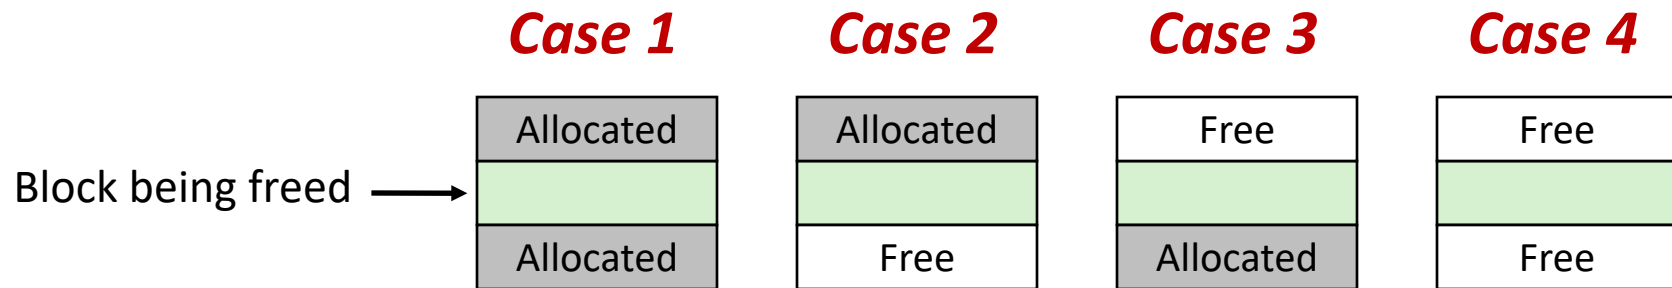 Case 1 Case 2 Case 3 Case 4
Allocated Allocated Free Free
Block being freed
Allocated Free Allocated Free